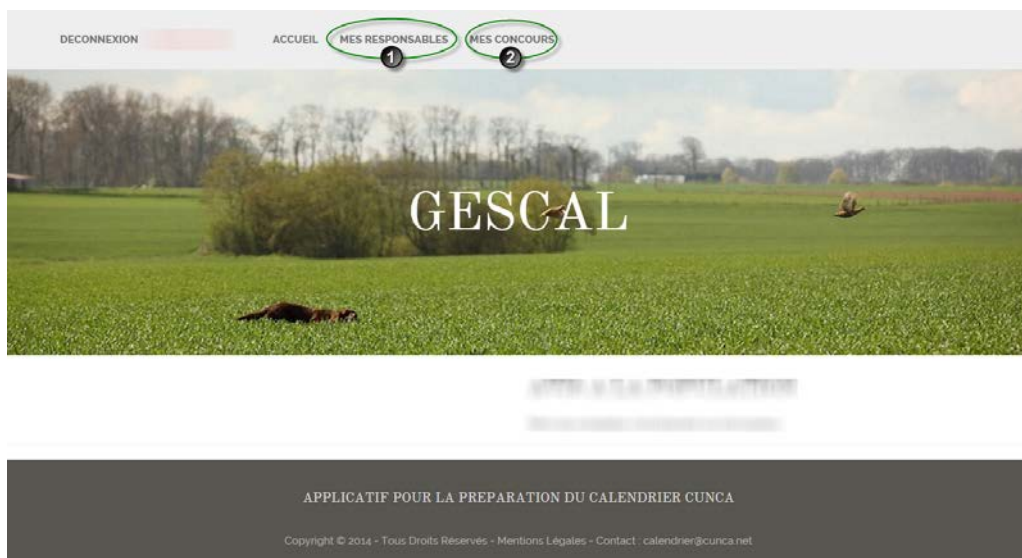 DECONNEXION ACCUEIL MES RESPONSABLES MES CONCOURS
1 2
GESCAL
APPLICATIF POUR LA PREPARATION DU CALENDRIER CUNCA
Copyright © 2014 - Tous Droits Réservés - Mentions Légales - Contact : calendrier@cunca.net